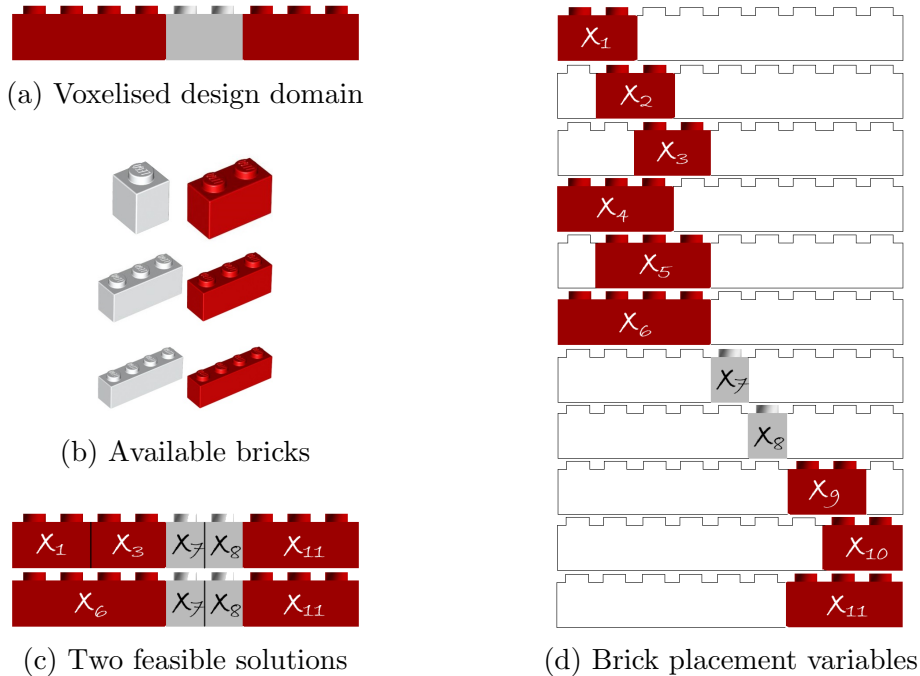 (a) Voxelised design domain
(b) Available bricks
X1 X3 X7 X8 X11
X6 X7 X8 X11
(c) Two feasible solutions
X1
X2
X3
X4
X5
X6
X7
X8
X9
X10
X11
(d) Brick placement variables